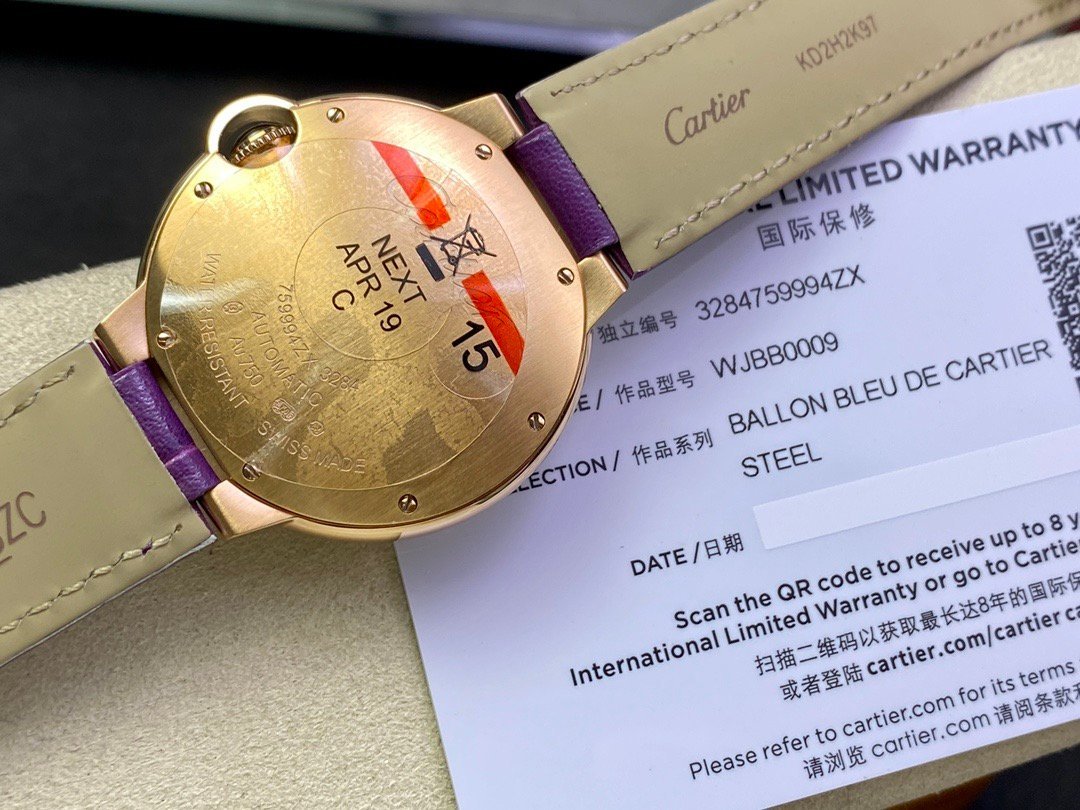 Cartier
KD2H2K97
NEXT
APR 19
C
15
759994ZX 3284
AUTOMATIC
Au750
WATER RESISTANT
SWISS MADE
ZC
LIMITED WARRANTY
国际保修
独立编号 3284759994ZX
/ 作品型号 WJBB0009
LECTION / 作品系列 BALLON BLEU DE CARTIER
STEEL
DATE /日期
Scan the QR code to receive up to 8
International Limited Warranty or go to Cartier
扫描二维码以获取最长达8年的国际保
或者登陆 cartier.com/cartier
Please refer to cartier.com for its terms
请浏览 cartier.com 请阅条款